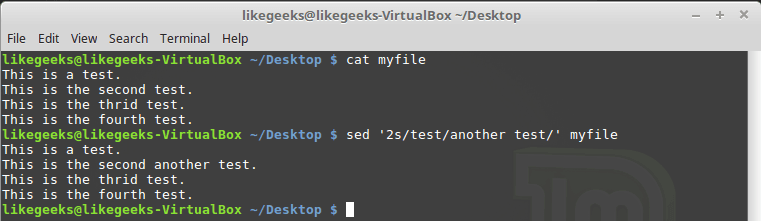 likegeeks@likegeeks-VirtualBox ~/Desktop
File Edit View Search Terminal Help
likegeeks@likegeeks-VirtualBox ~/Desktop $ cat myfile
This is a test.
This is the second test.
This is the thrid test.
This is the fourth test.
likegeeks@likegeeks-VirtualBox ~/Desktop $ sed '2s/test/another test/' myfile
This is a test.
This is the second another test.
This is the thrid test.
This is the fourth test.
likegeeks@likegeeks-VirtualBox ~/Desktop $